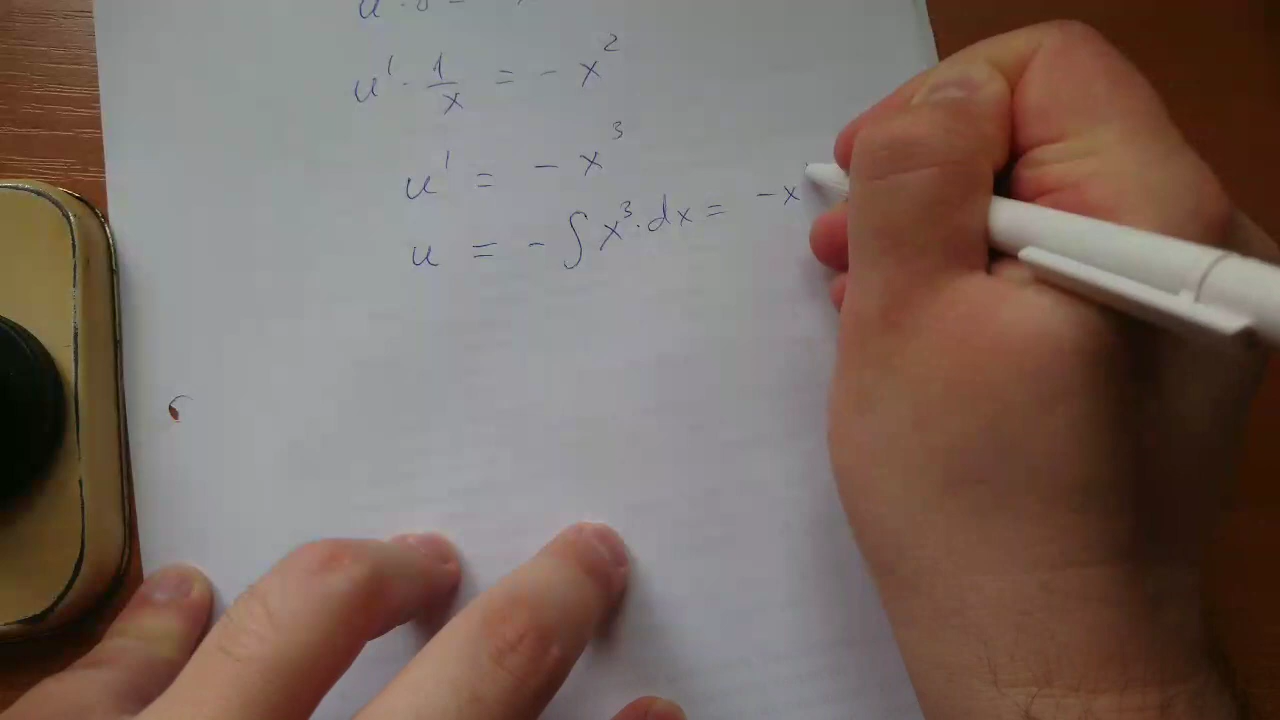 u' · 1/x = - x²
u' = - x³
u = - ∫ x³ · dx = -x